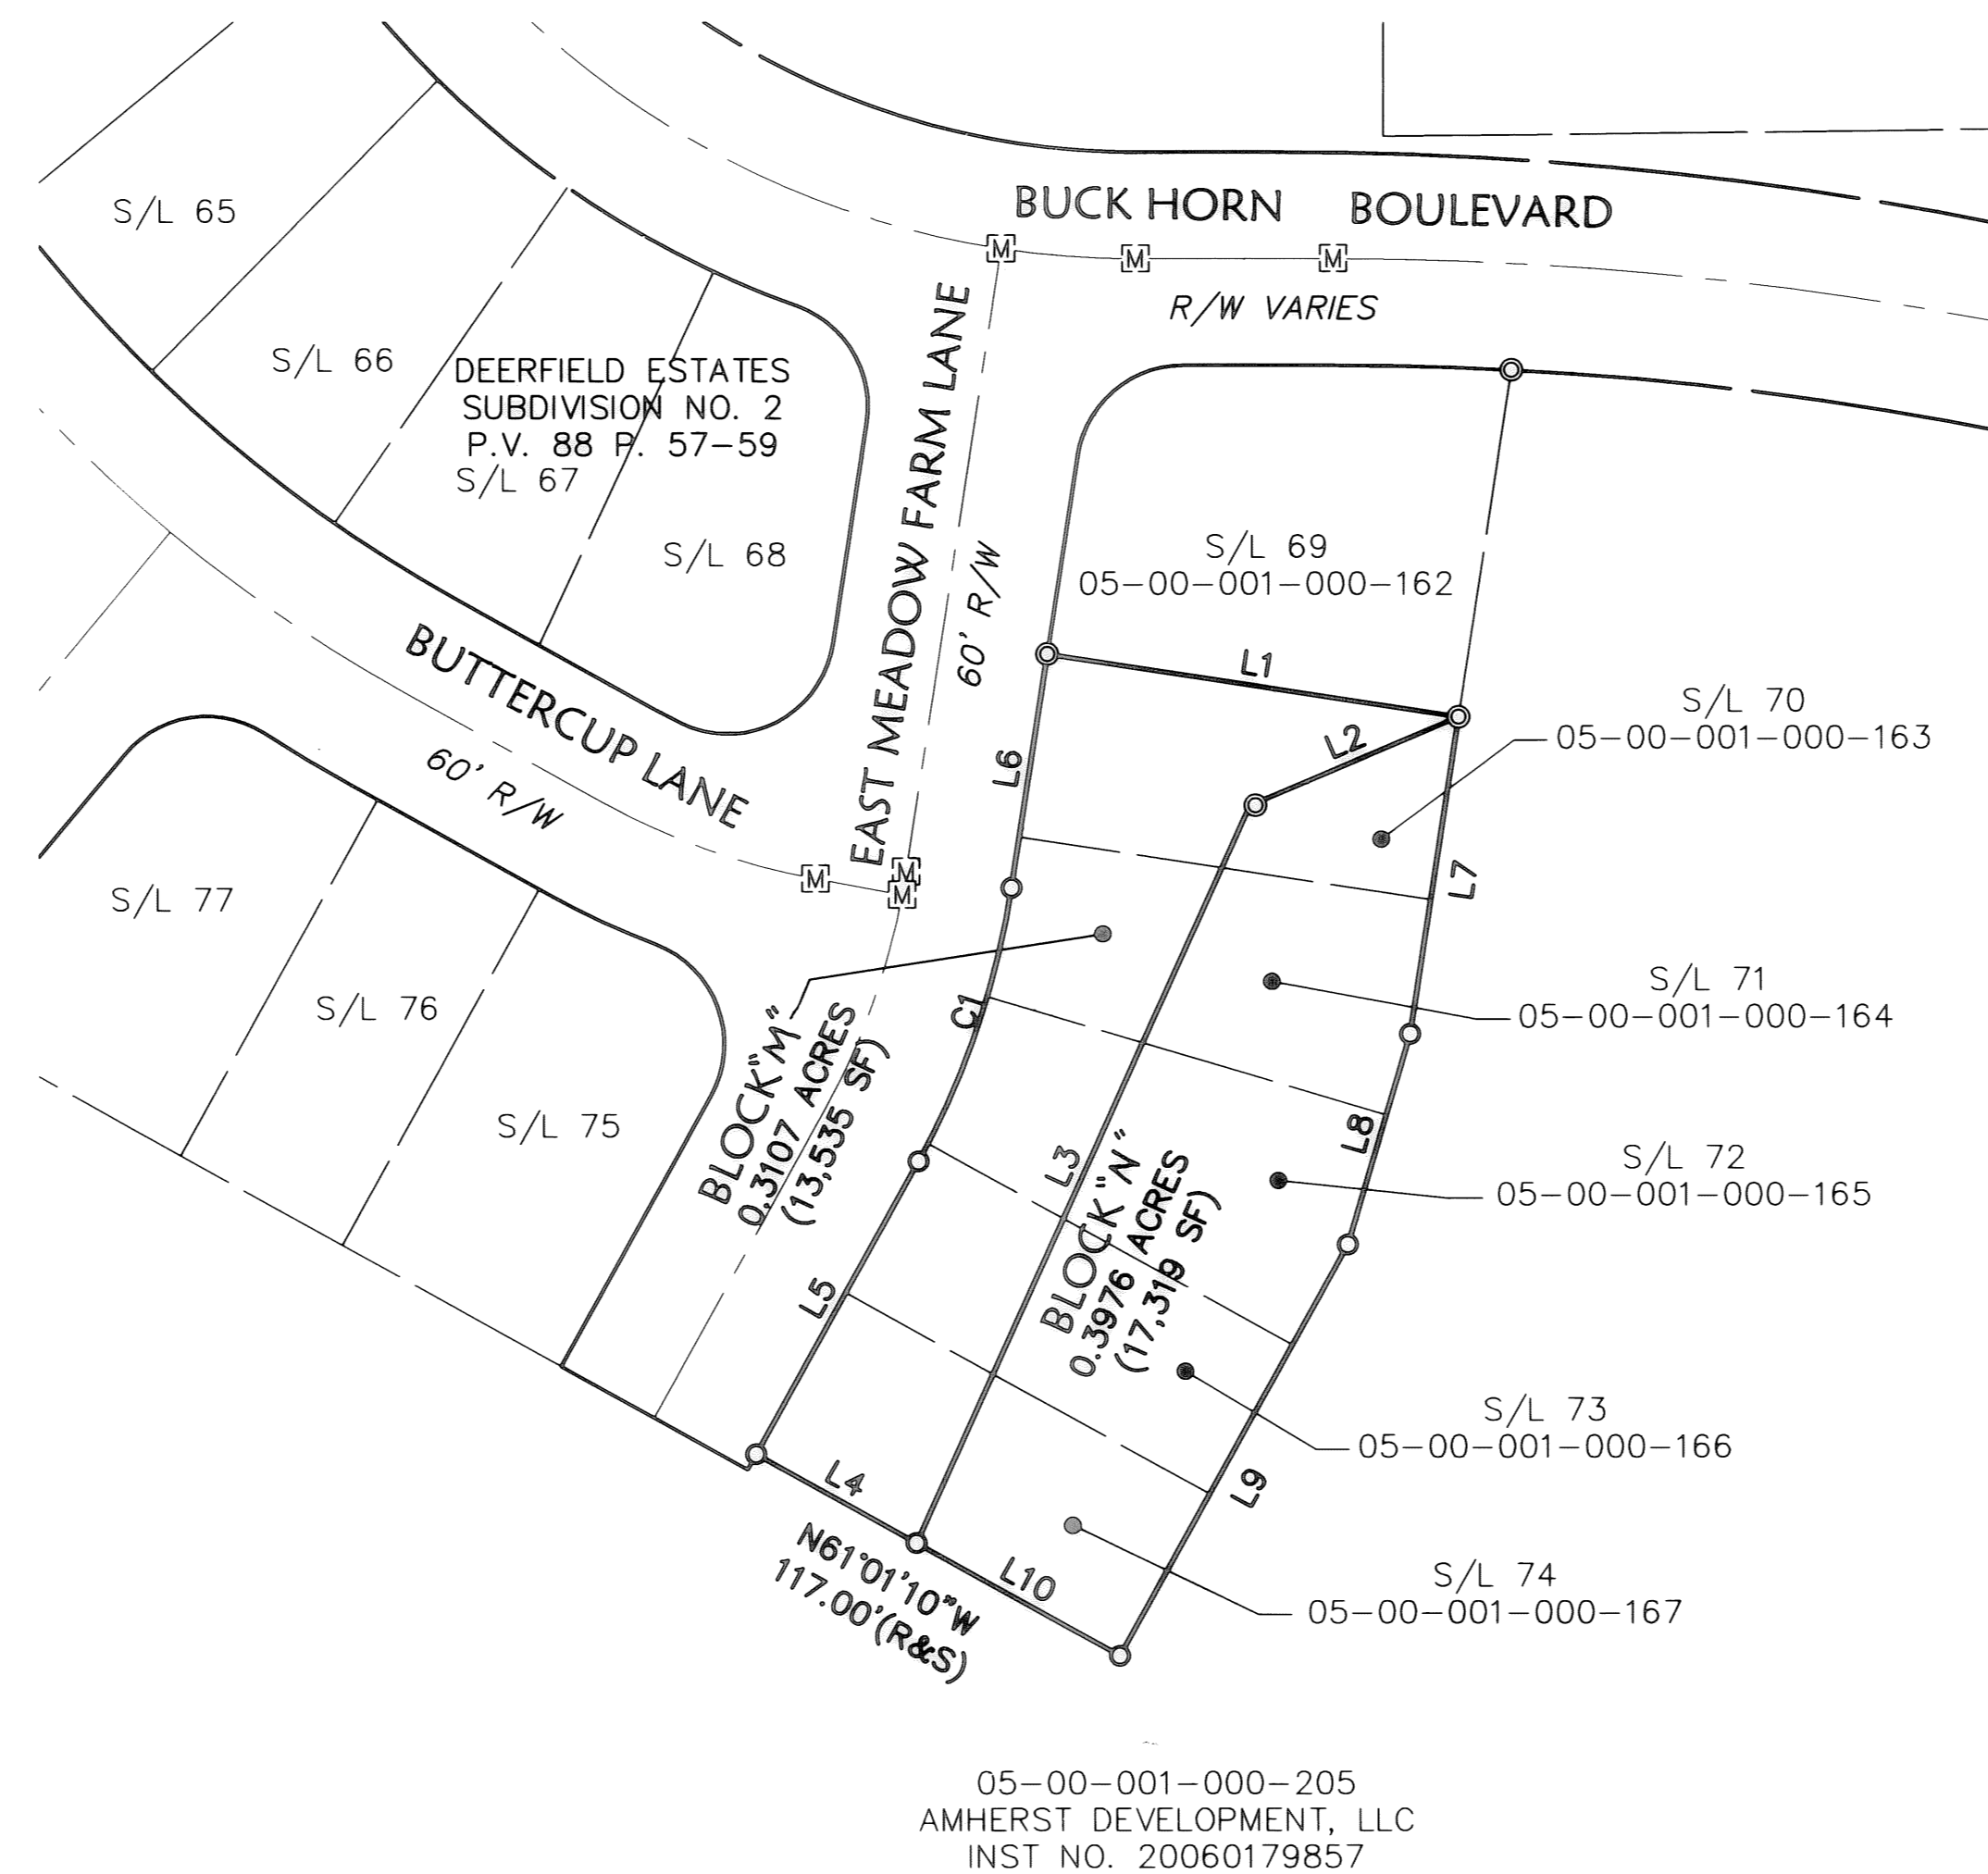 BUCK HORN BOULEVARD
R/W VARIES
S/L 65
S/L 66
DEERFIELD ESTATES
SUBDIVISION NO. 2
P.V. 88 P. 57-59
S/L 67
S/L 68
EAST MEADOW FARM LANE
60' R/W
S/L 69
05-00-001-000-162
L1
L2
L6
S/L 70
05-00-001-000-163
BUTTERCUP LANE
60' R/W
M
M
M
M
M
M
L7
S/L 77
S/L 76
S/L 75
C1
S/L 71
05-00-001-000-164
BLOCK "M"
0.3107 ACRES
(13,535 SF)
L3
L8
S/L 72
05-00-001-000-165
BLOCK "N"
0.3976 ACRES
(17,319 SF)
L5
S/L 73
05-00-001-000-166
L4
L9
N61°01'10"W
117.00'(R&S)
L10
S/L 74
05-00-001-000-167
05-00-001-000-205
AMHERST DEVELOPMENT, LLC
INST NO. 20060179857